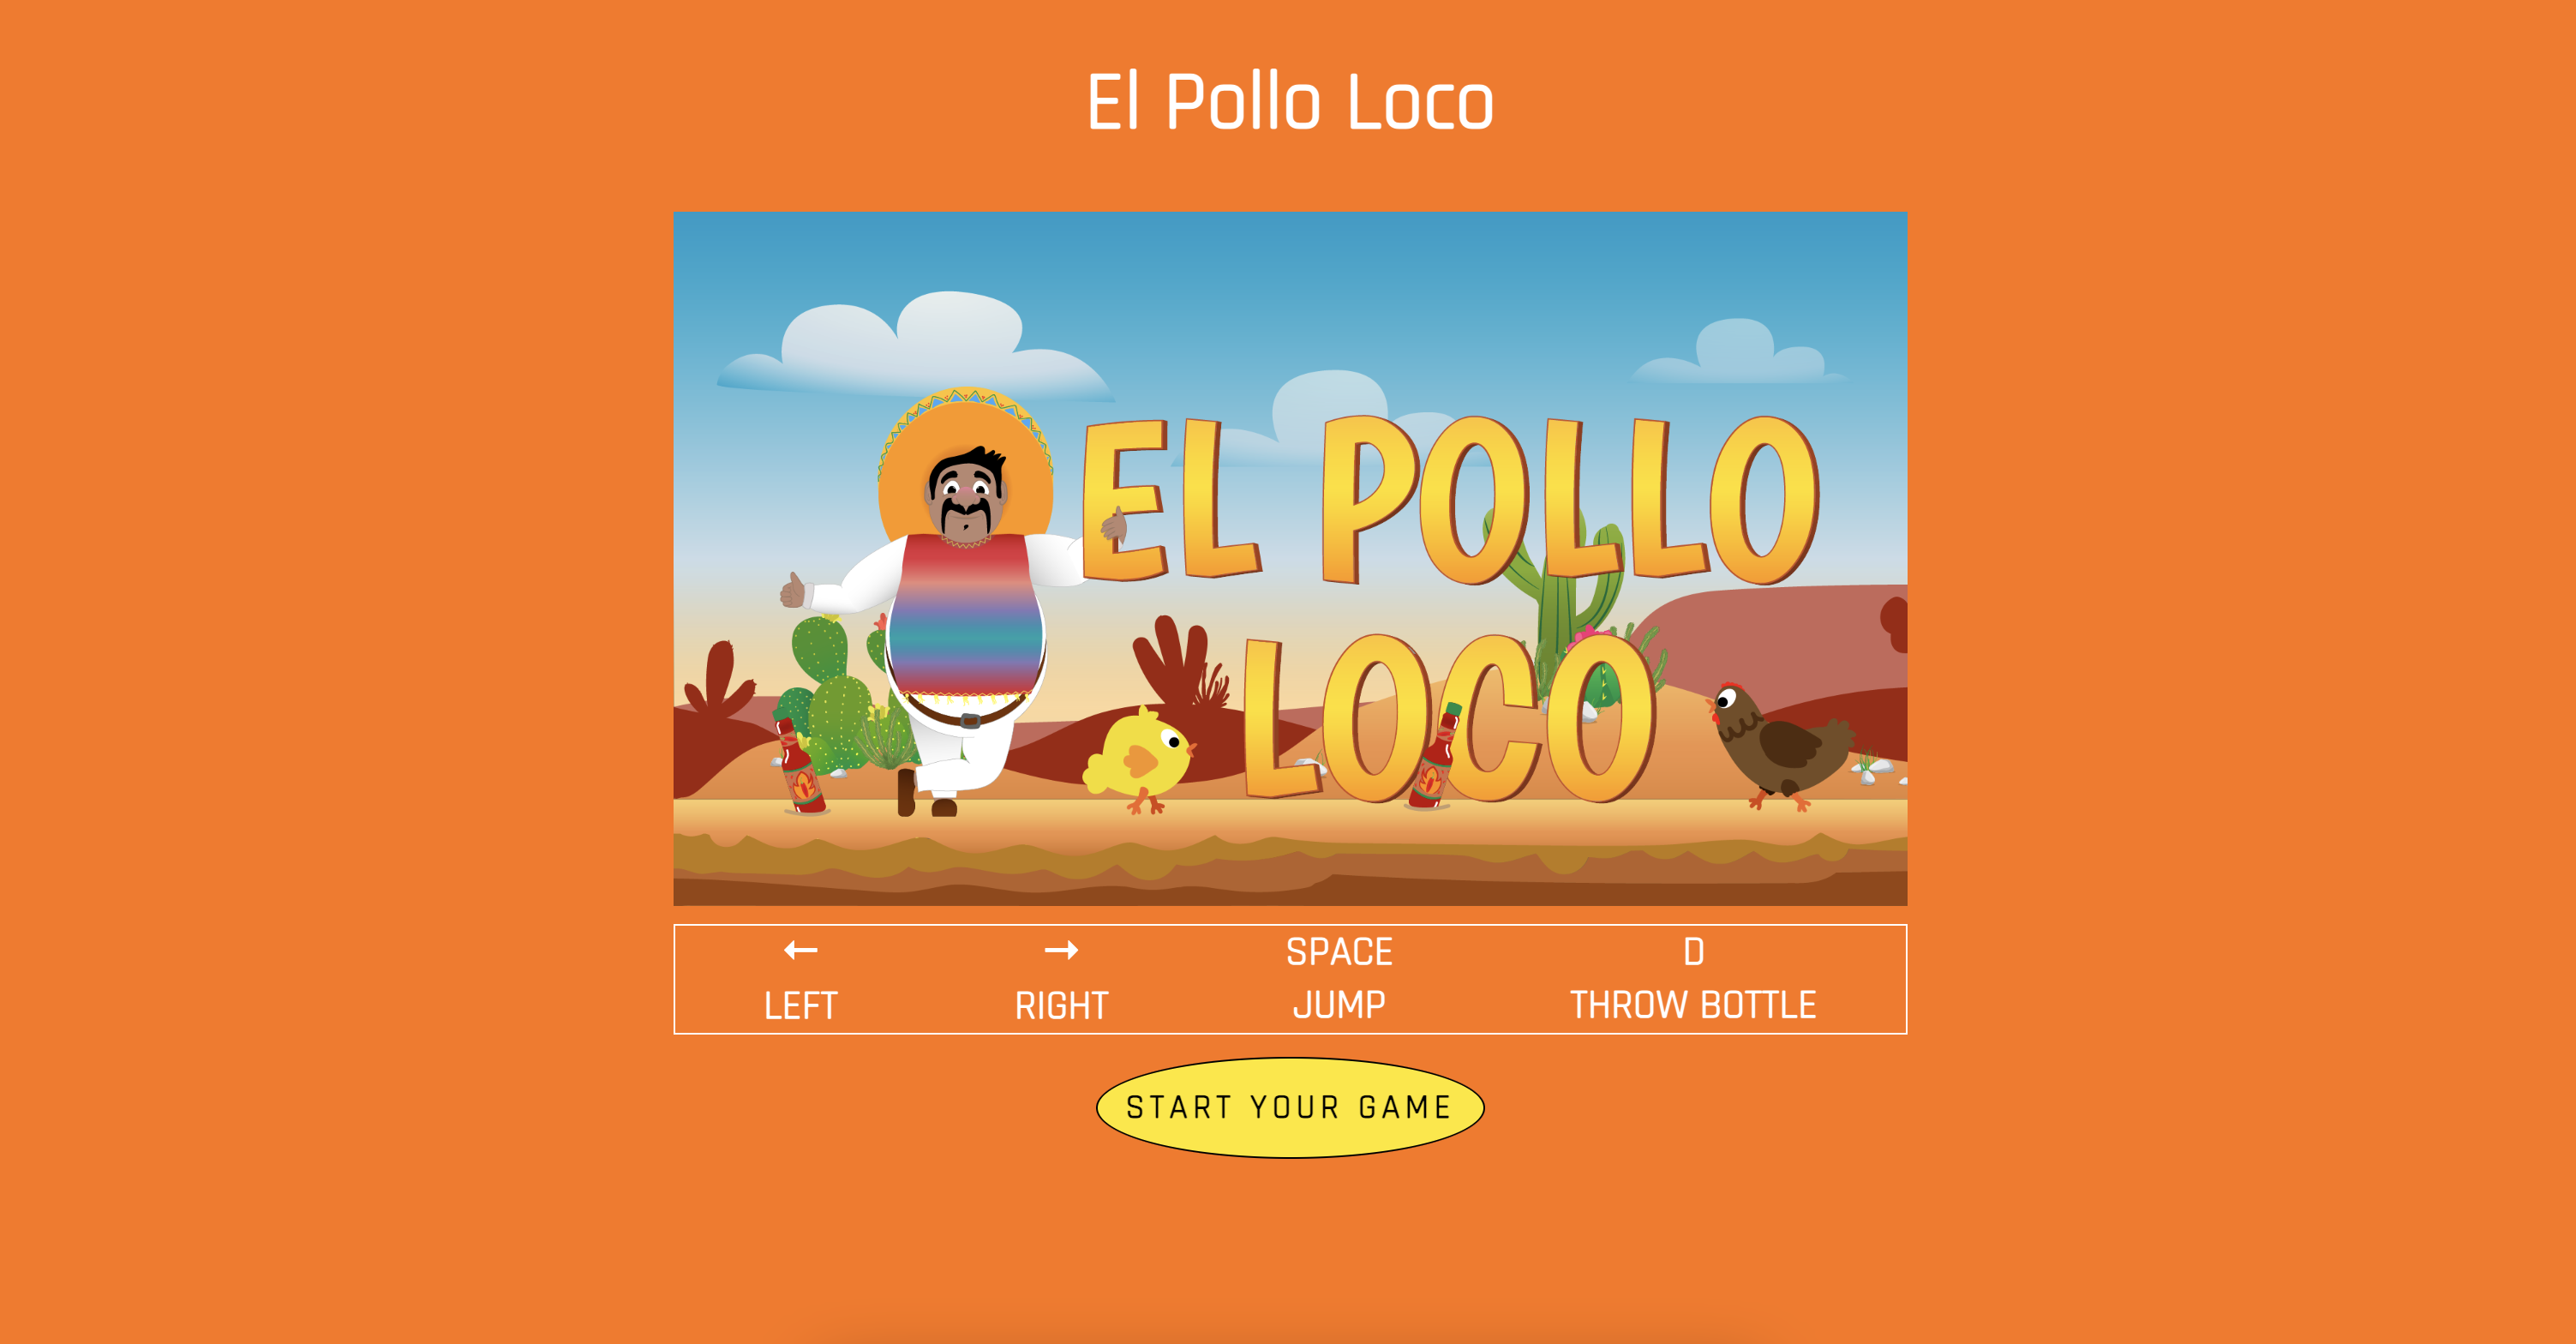 El Pollo Loco
EL POLLO
LOCO
← → SPACE D
LEFT RIGHT JUMP THROW BOTTLE
START YOUR GAME